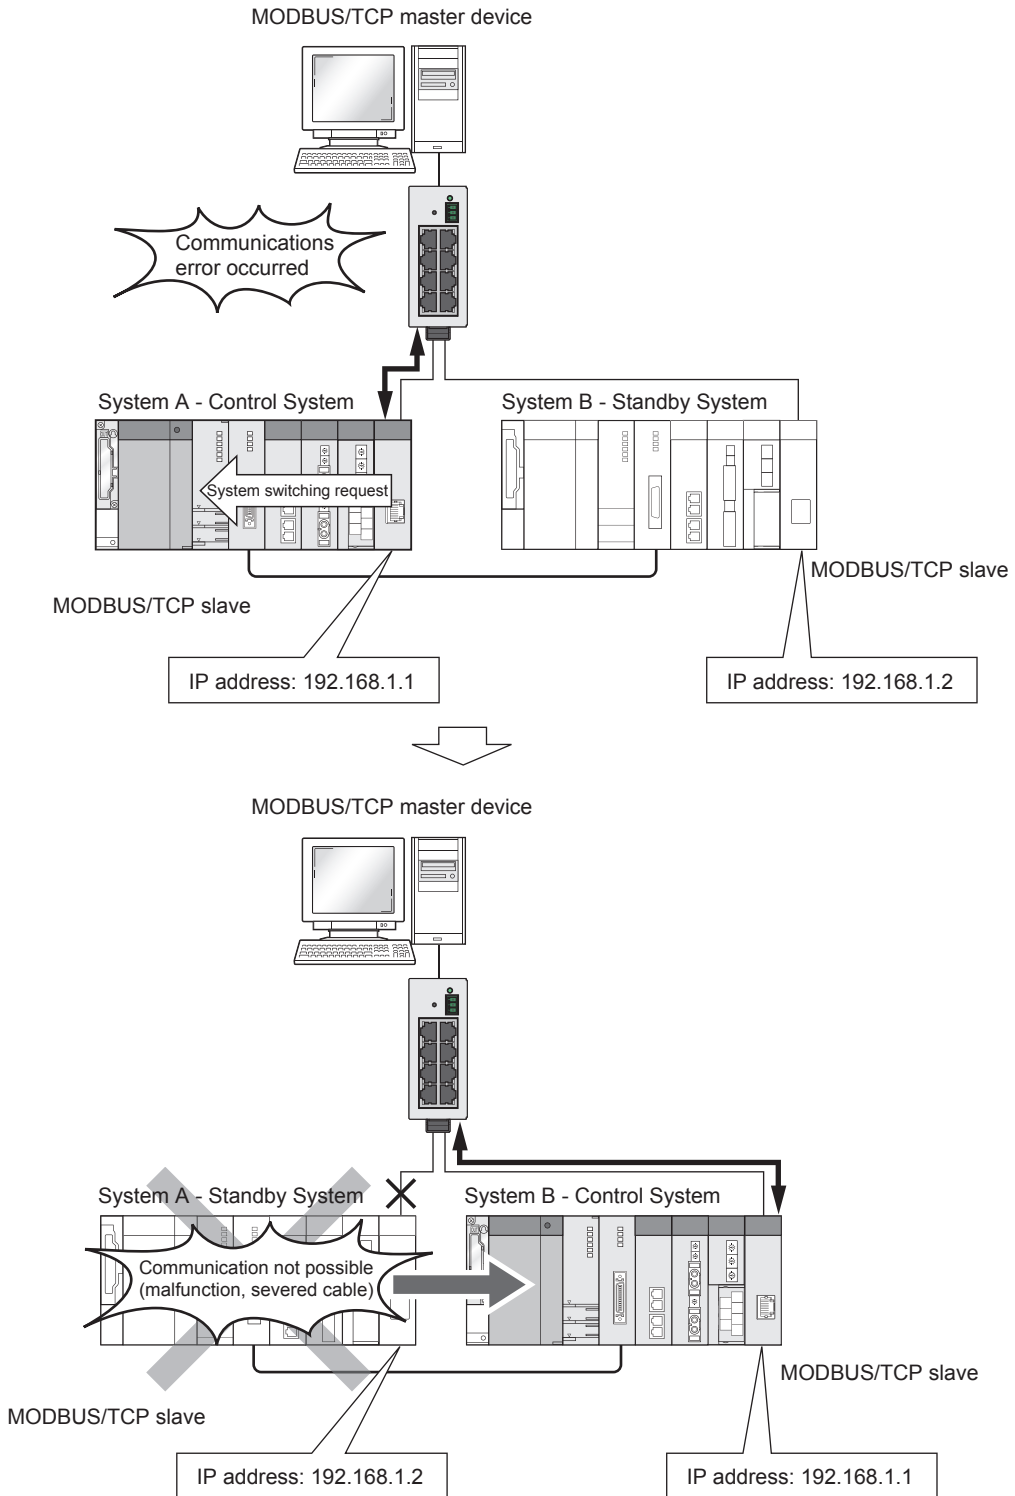 MODBUS/TCP master device
Communications
error occurred
System A - Control System
System B - Standby System
System switching request
MODBUS/TCP slave
MODBUS/TCP slave
IP address: 192.168.1.1
IP address: 192.168.1.2
MODBUS/TCP master device
System A - Standby System
System B - Control System
Communication not possible
(malfunction, severed cable)
MODBUS/TCP slave
MODBUS/TCP slave
IP address: 192.168.1.2
IP address: 192.168.1.1